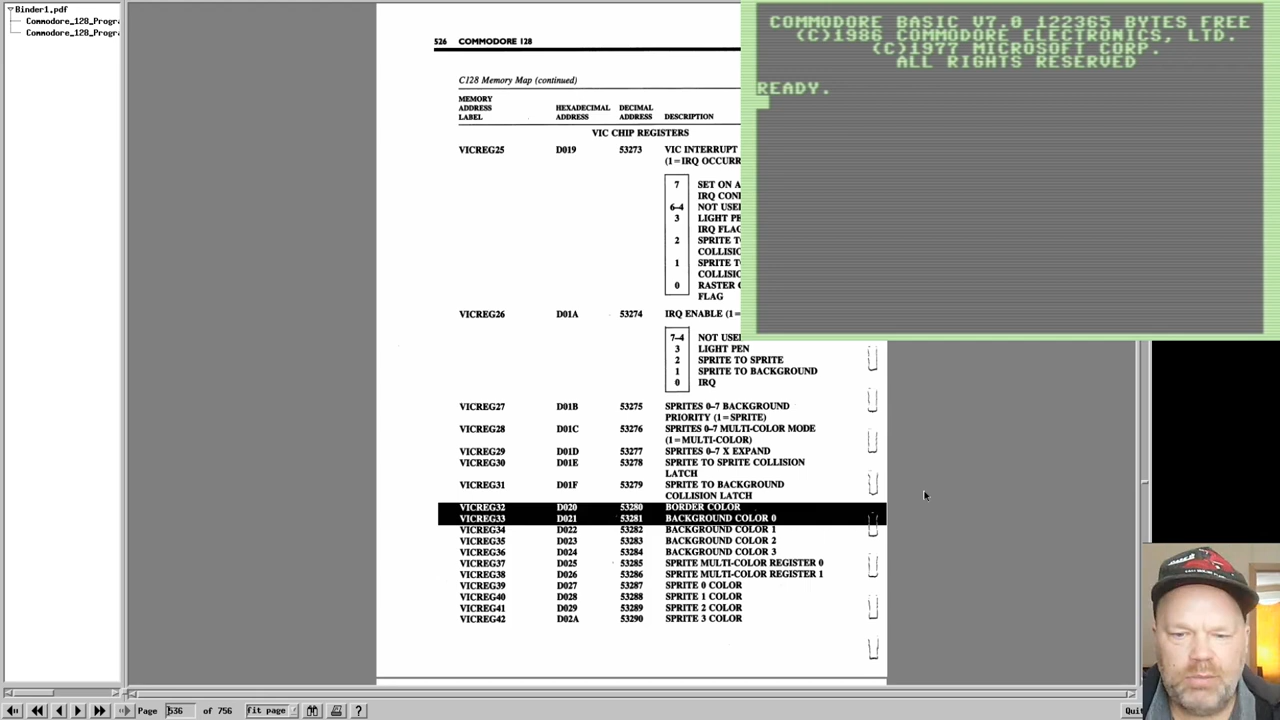 Binder1.pdf
Commodore_128_Progra
Commodore_128_Progra
526 COMMODORE 128
C128 Memory Map (continued)
MEMORY
ADDRESS HEXADECIMAL DECIMAL
LABEL ADDRESS ADDRESS DESCRIPTION
VIC CHIP REGISTERS
VICREG25 D019 53273 VIC INTERRUPT
(1=IRQ OCCURR
7 SET ON A
IRQ CON
6–4 NOT USE
3 LIGHT PE
IRQ FLA
2 SPRITE T
COLLISIO
1 SPRITE T
COLLISIO
0 RASTER
FLAG
VICREG26 D01A 53274 IRQ ENABLE (1=
7–4 NOT USE
3 LIGHT PEN
2 SPRITE TO SPRITE
1 SPRITE TO BACKGROUND
0 IRQ
VICREG27 D01B 53275 SPRITES 0–7 BACKGROUND
PRIORITY (1=SPRITE)
VICREG28 D01C 53276 SPRITES 0–7 MULTI-COLOR MODE
(1=MULTI-COLOR)
VICREG29 D01D 53277 SPRITES 0–7 X EXPAND
VICREG30 D01E 53278 SPRITE TO SPRITE COLLISION
LATCH
VICREG31 D01F 53279 SPRITE TO BACKGROUND
COLLISION LATCH
VICREG32 D020 53280 BORDER COLOR
VICREG33 D021 53281 BACKGROUND COLOR 0
VICREG34 D022 53282 BACKGROUND COLOR 1
VICREG35 D023 53283 BACKGROUND COLOR 2
VICREG36 D024 53284 BACKGROUND COLOR 3
VICREG37 D025 53285 SPRITE MULTI-COLOR REGISTER 0
VICREG38 D026 53286 SPRITE MULTI-COLOR REGISTER 1
VICREG39 D027 53287 SPRITE 0 COLOR
VICREG40 D028 53288 SPRITE 1 COLOR
VICREG41 D029 53289 SPRITE 2 COLOR
VICREG42 D02A 53290 SPRITE 3 COLOR
COMMODORE BASIC V7.0 122365 BYTES FREE
(C)1986 COMMODORE ELECTRONICS, LTD.
(C)1977 MICROSOFT CORP.
ALL RIGHTS RESERVED
READY.
Page 536 of 756 fit page ? Qui